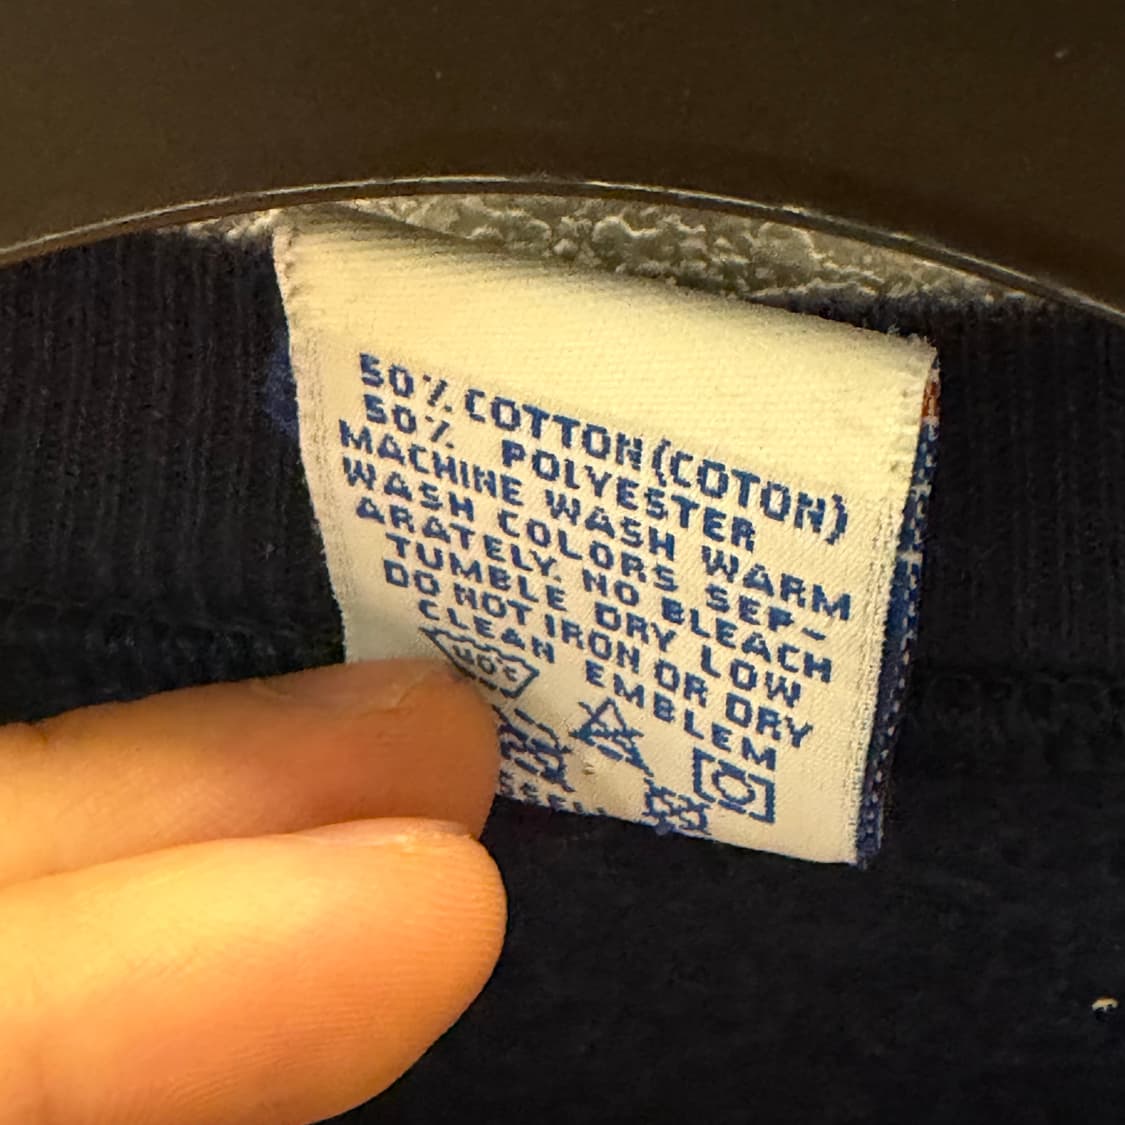 50% COTTON (COTON)
50% POLYESTER
MACHINE WASH WARM
WASH COLORS SEP-
ARATELY. NO BLEACH
TUMBLE DRY LOW
DO NOT IRON OR DRY
CLEAN EMBLEM
40°C